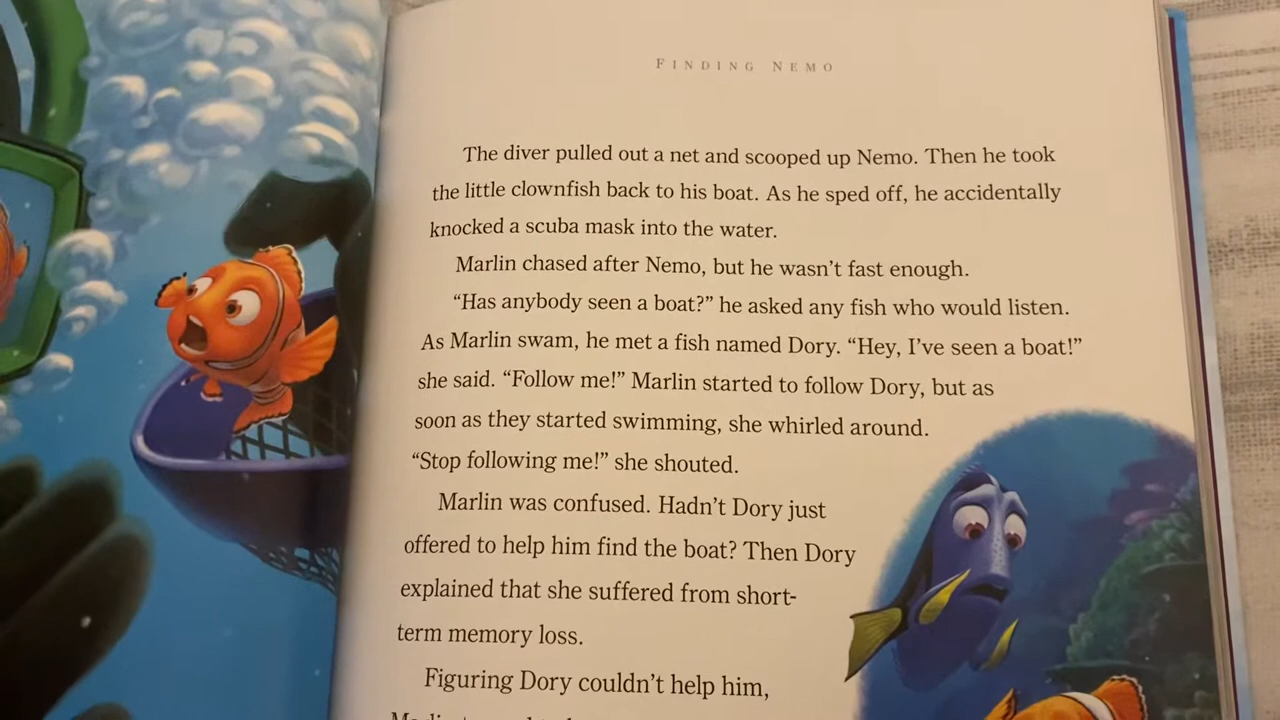 FINDING NEMO
The diver pulled out a net and scooped up Nemo. Then he took
the little clownfish back to his boat. As he sped off, he accidentally
knocked a scuba mask into the water.
Marlin chased after Nemo, but he wasn’t fast enough.
“Has anybody seen a boat?” he asked any fish who would listen.
As Marlin swam, he met a fish named Dory. “Hey, I’ve seen a boat!”
she said. “Follow me!” Marlin started to follow Dory, but as
soon as they started swimming, she whirled around.
“Stop following me!” she shouted.
Marlin was confused. Hadn’t Dory just
offered to help him find the boat? Then Dory
explained that she suffered from short-
term memory loss.
Figuring Dory couldn’t help him,